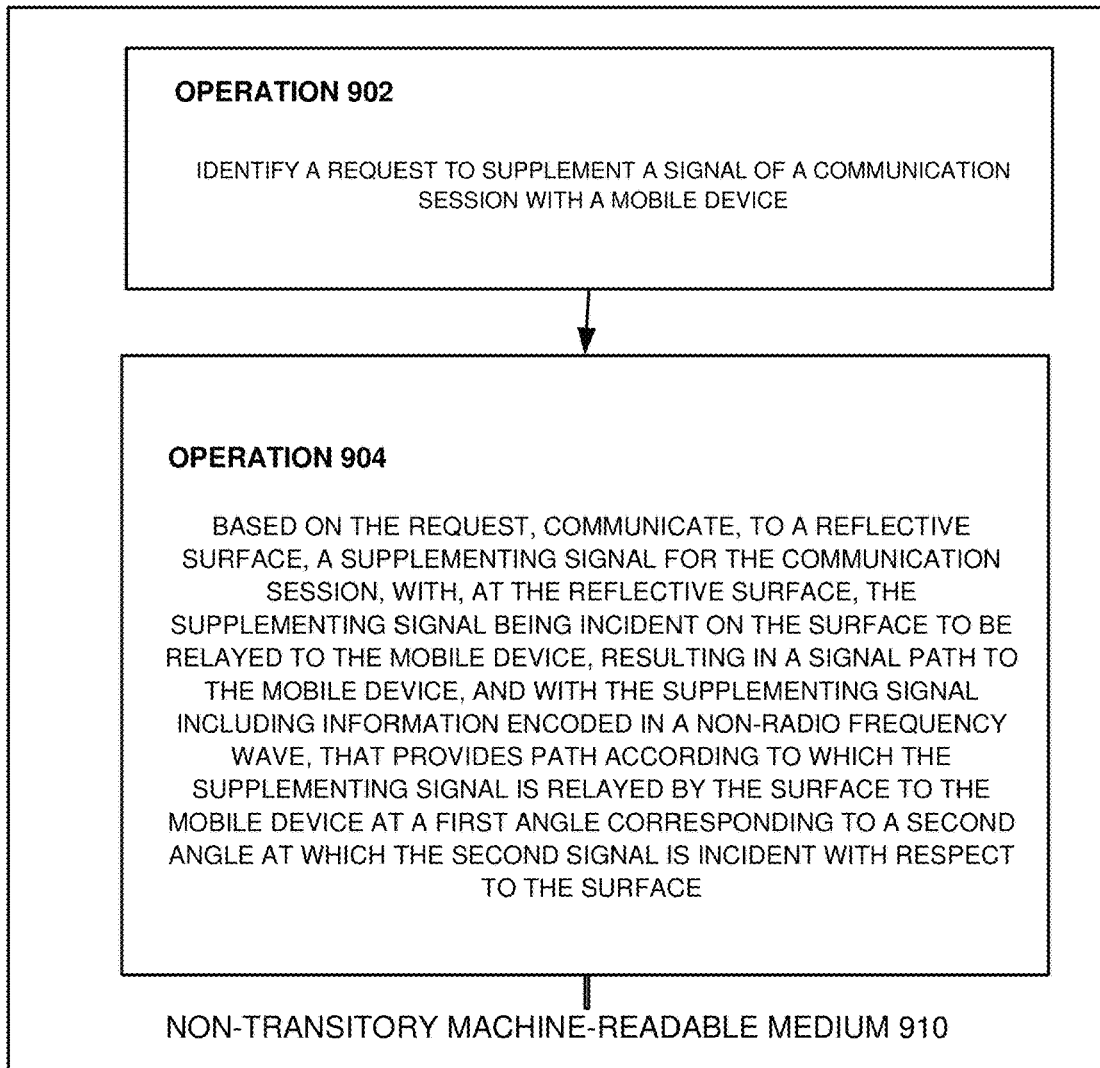 OPERATION 902
IDENTIFY A REQUEST TO SUPPLEMENT A SIGNAL OF A COMMUNICATION
SESSION WITH A MOBILE DEVICE
OPERATION 904
BASED ON THE REQUEST, COMMUNICATE, TO A REFLECTIVE
SURFACE, A SUPPLEMENTING SIGNAL FOR THE COMMUNICATION
SESSION, WITH, AT THE REFLECTIVE SURFACE, THE
SUPPLEMENTING SIGNAL BEING INCIDENT ON THE SURFACE TO BE
RELAYED TO THE MOBILE DEVICE, RESULTING IN A SIGNAL PATH TO
THE MOBILE DEVICE, AND WITH THE SUPPLEMENTING SIGNAL
INCLUDING INFORMATION ENCODED IN A NON-RADIO FREQUENCY
WAVE, THAT PROVIDES PATH ACCORDING TO WHICH THE
SUPPLEMENTING SIGNAL IS RELAYED BY THE SURFACE TO THE
MOBILE DEVICE AT A FIRST ANGLE CORRESPONDING TO A SECOND
ANGLE AT WHICH THE SECOND SIGNAL IS INCIDENT WITH RESPECT
TO THE SURFACE
NON-TRANSITORY MACHINE-READABLE MEDIUM 910